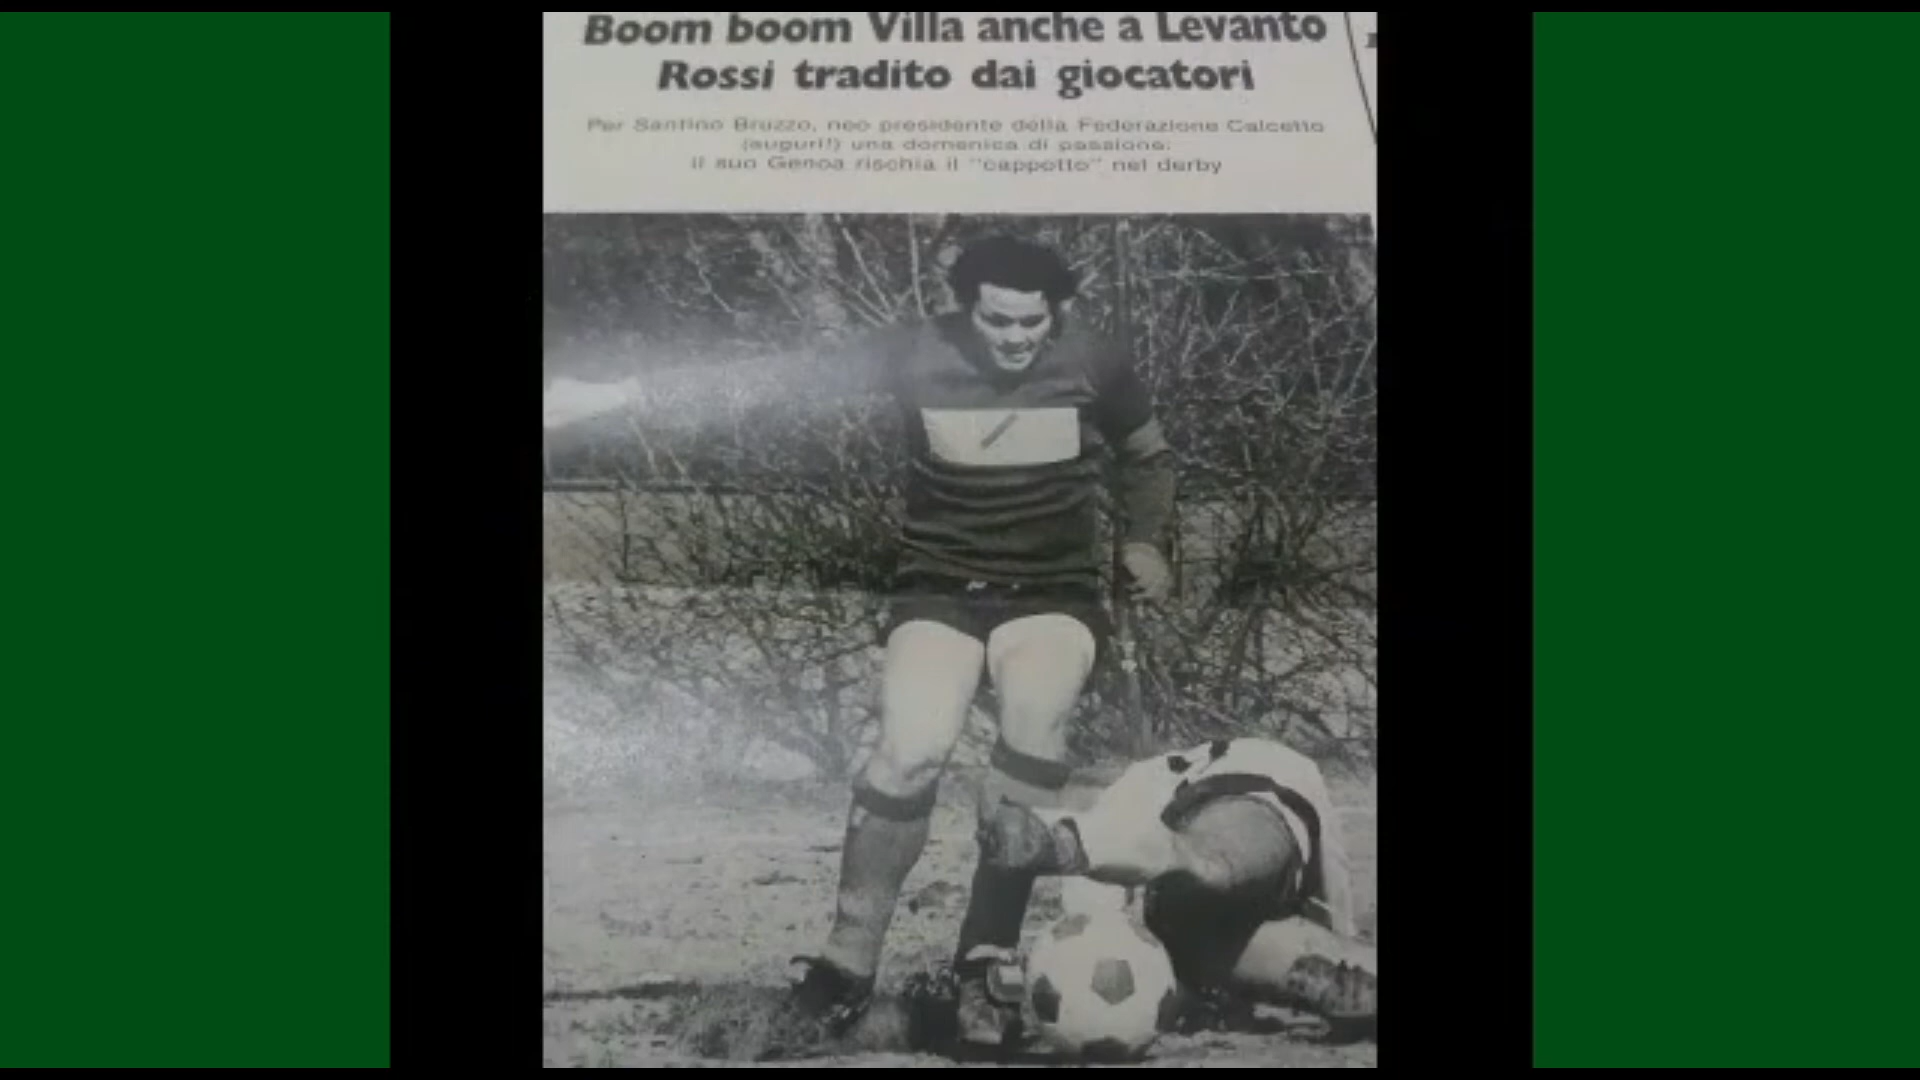 Boom boom Villa anche a Levanto
Rossi tradito dai giocatori
Per Santino Bruzzo, neo presidente della Federazione Calcetto
(auguri!) una domenica di passione:
il suo Genoa rischia il "cappotto" nel derby